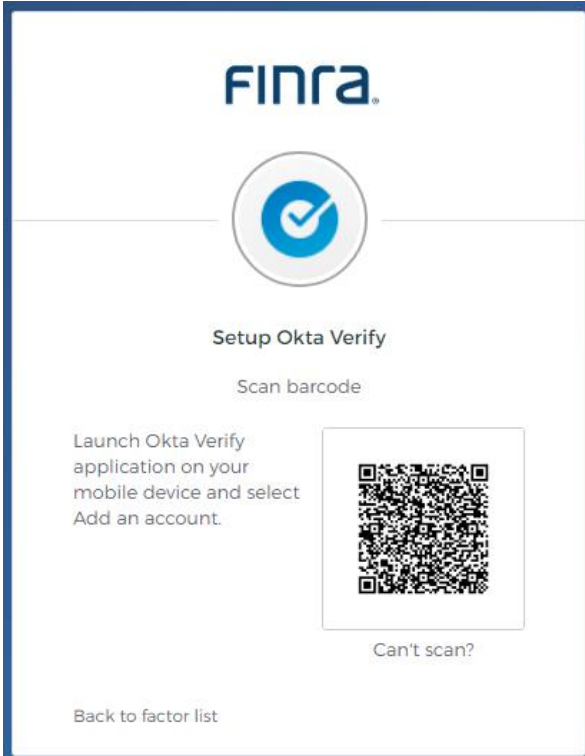 FINRA®
Setup Okta Verify
Scan barcode
Launch Okta Verify
application on your
mobile device and select
Add an account.
Can't scan?
Back to factor list